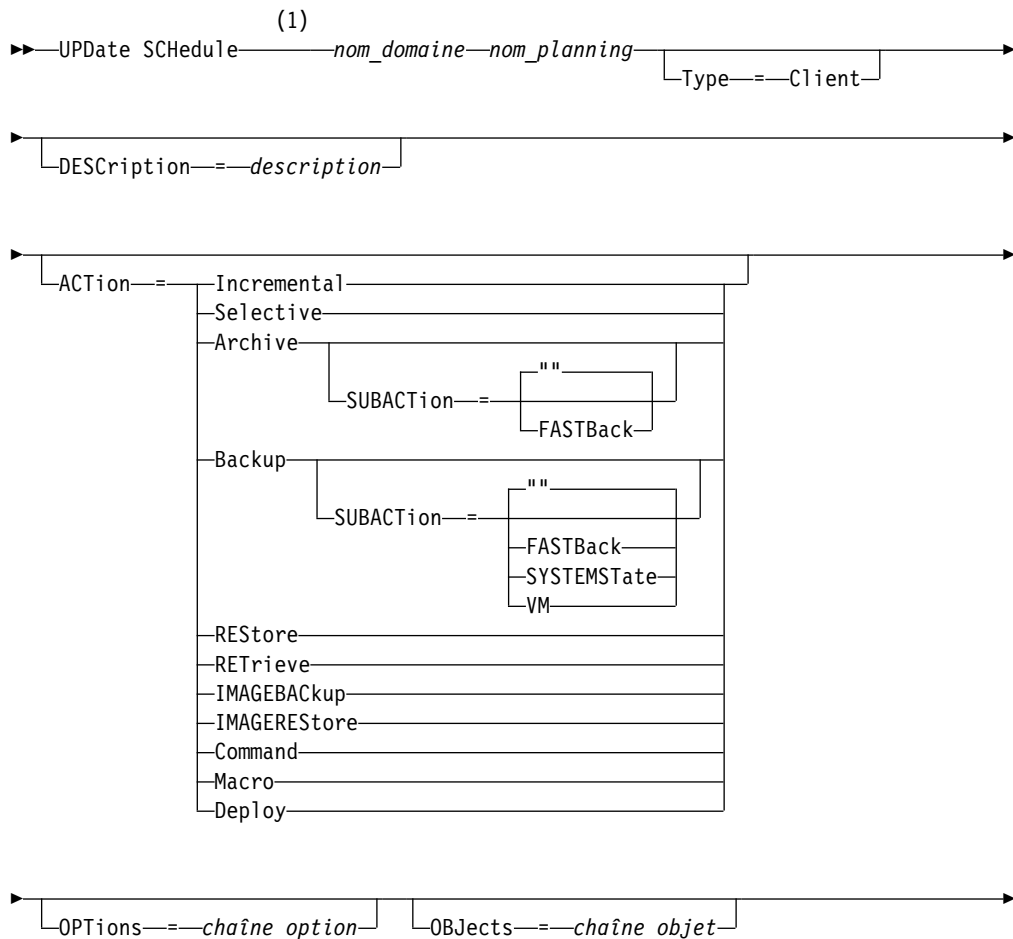 (1)
UPDate SCHedule nom_domaine nom_planning
Type = Client
DESCription = description
ACTion = Incremental
Selective
Archive
""
SUBACTion =
FASTBack
Backup
""
SUBACTion =
FASTBack
SYSTEMSTate
VM
REStore
RETrieve
IMAGEBACkup
IMAGEREStore
Command
Macro
Deploy
OPTions = chaîne option OBJects = chaîne objet